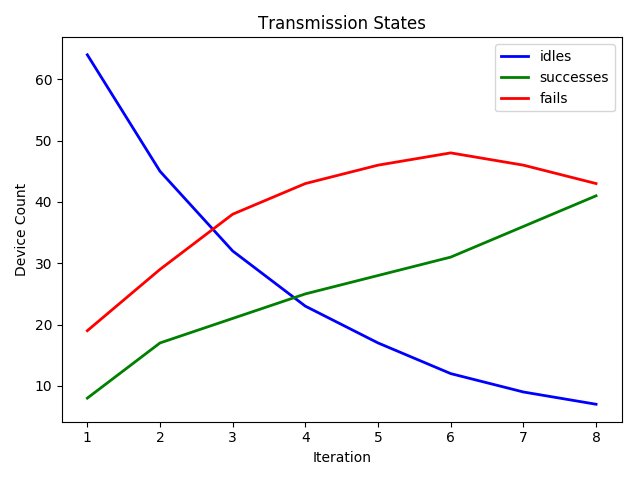 Transmission States
idles
successes
fails
Device Count
60
50
40
30
20
10
1 2 3 4 5 6 7 8
Iteration